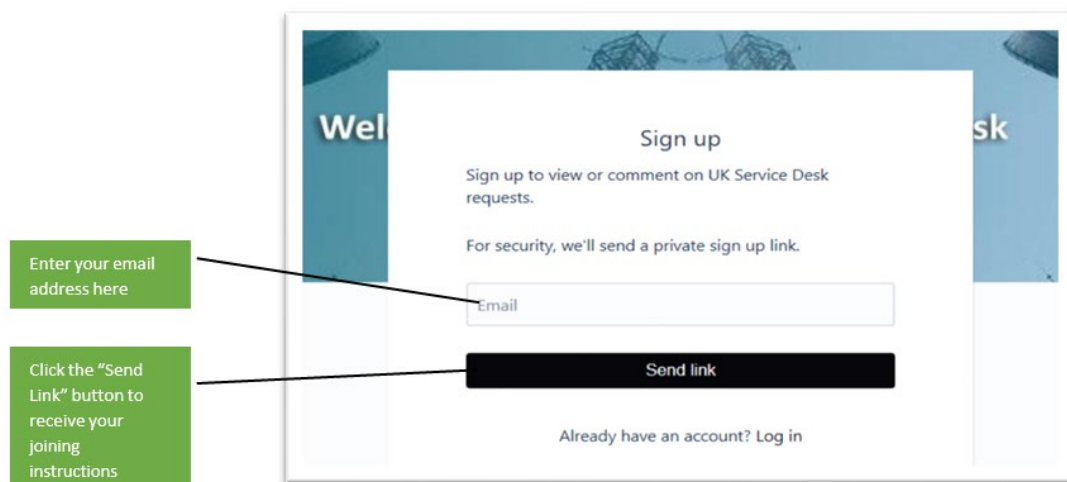 Wel
sk
Sign up
Sign up to view or comment on UK Service Desk
requests.
For security, we'll send a private sign up link.
Enter your email
address here
Email
Click the “Send
Link” button to
receive your
joining
instructions
Send link
Already have an account? Log in